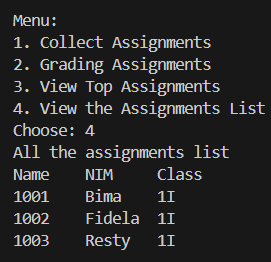 Menu:
1. Collect Assignments
2. Grading Assignments
3. View Top Assignments
4. View the Assignments List
Choose: 4
All the assignments list
Name    NIM     Class
1001    Bima    1I
1002    Fidela  1I
1003    Resty   1I